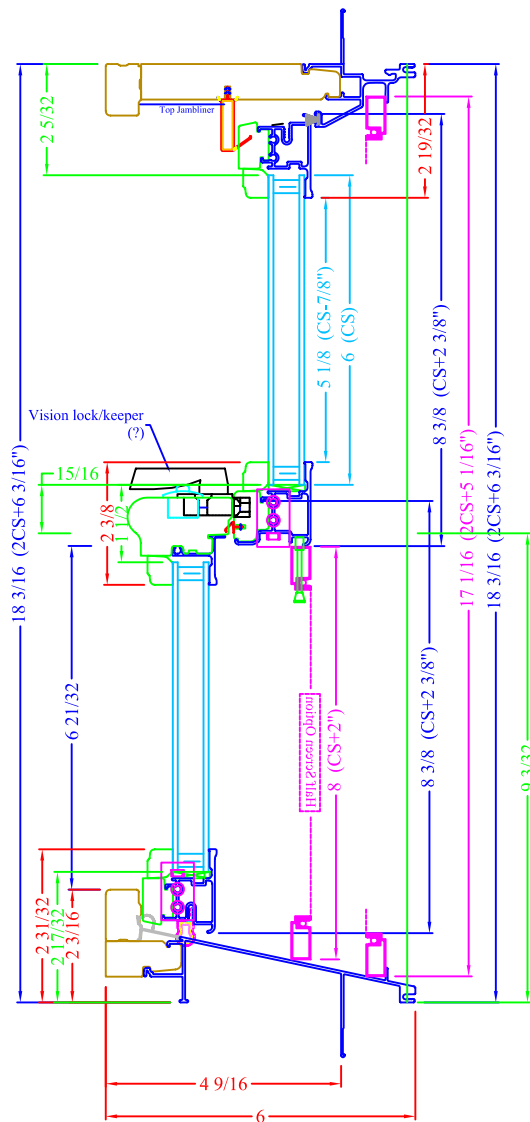 Top Jambliner
2 5/32
2 19/32
18 3/16  (2CS+6 3/16")
5 1/8  (CS-7/8")
6  (CS)
8 3/8  (CS+2 3/8")
17 1/16  (2CS+5 1/16")
18 3/16  (2CS+6 3/16")
Vision lock/keeper
(?)
15/16
2 3/8
1 1/2
6 21/32
Half Screen Option
8  (CS+2")
8 3/8  (CS+2 3/8")
9 3/32
2 31/32
2 17/32
2 3/16
4 9/16
6